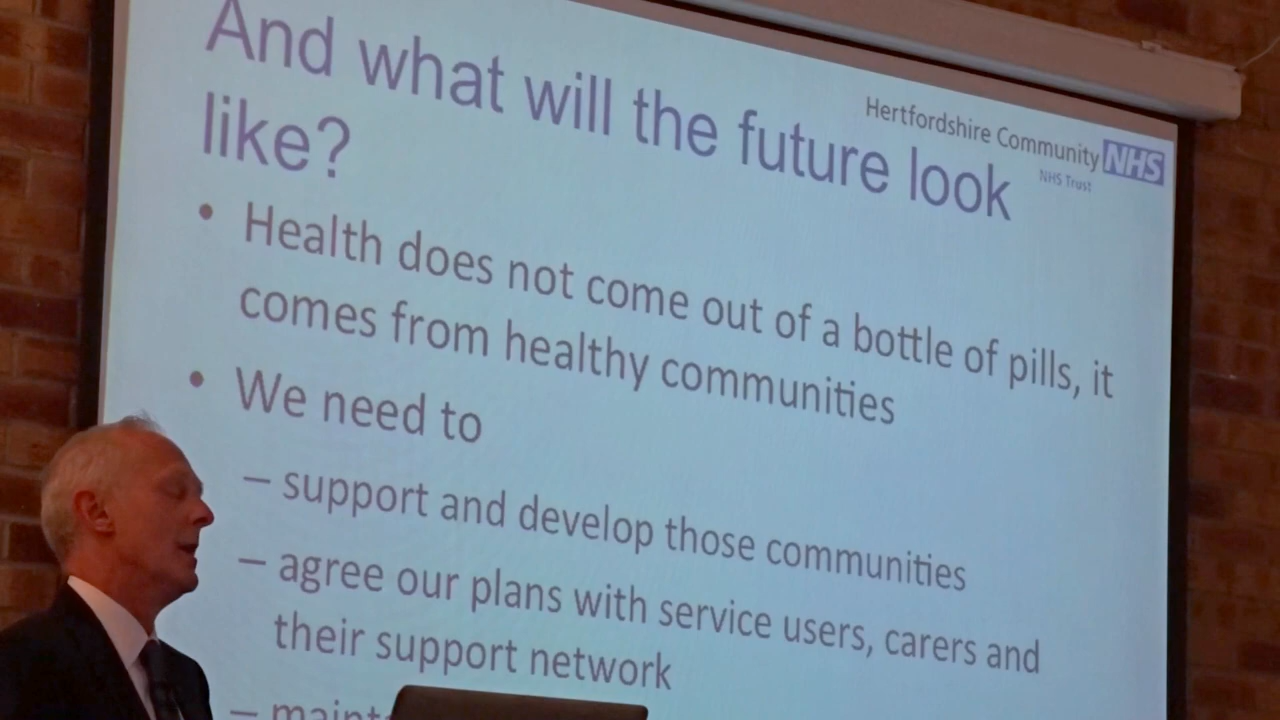 And what will the future look
like?
Hertfordshire Community NHS
NHS Trust
• Health does not come out of a bottle of pills, it
comes from healthy communities
• We need to
– support and develop those communities
– agree our plans with service users, carers and
their support network
–